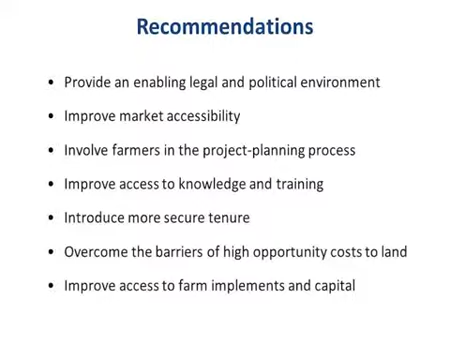 Recommendations
• Provide an enabling legal and political environment
• Improve market accessibility
• Involve farmers in the project-planning process
• Improve access to knowledge and training
• Introduce more secure tenure
• Overcome the barriers of high opportunity costs to land
• Improve access to farm implements and capital